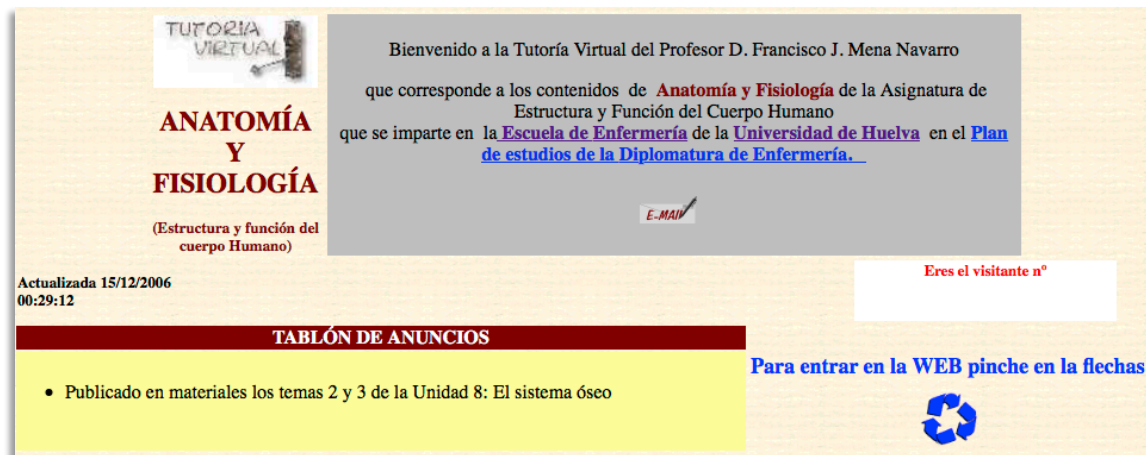 TUTORIA
VIRTUAL
ANATOMÍA
Y
FISIOLOGÍA
(Estructura y función del
cuerpo Humano)
Bienvenido a la Tutoría Virtual del Profesor D. Francisco J. Mena Navarro
que corresponde a los contenidos de Anatomía y Fisiología de la Asignatura de
Estructura y Función del Cuerpo Humano
que se imparte en la Escuela de Enfermería de la Universidad de Huelva en el Plan
de estudios de la Diplomatura de Enfermería.
E-MAIL
Actualizada 15/12/2006
00:29:12
Eres el visitante nº
TABLÓN DE ANUNCIOS
• Publicado en materiales los temas 2 y 3 de la Unidad 8: El sistema óseo
Para entrar en la WEB pinche en la flechas